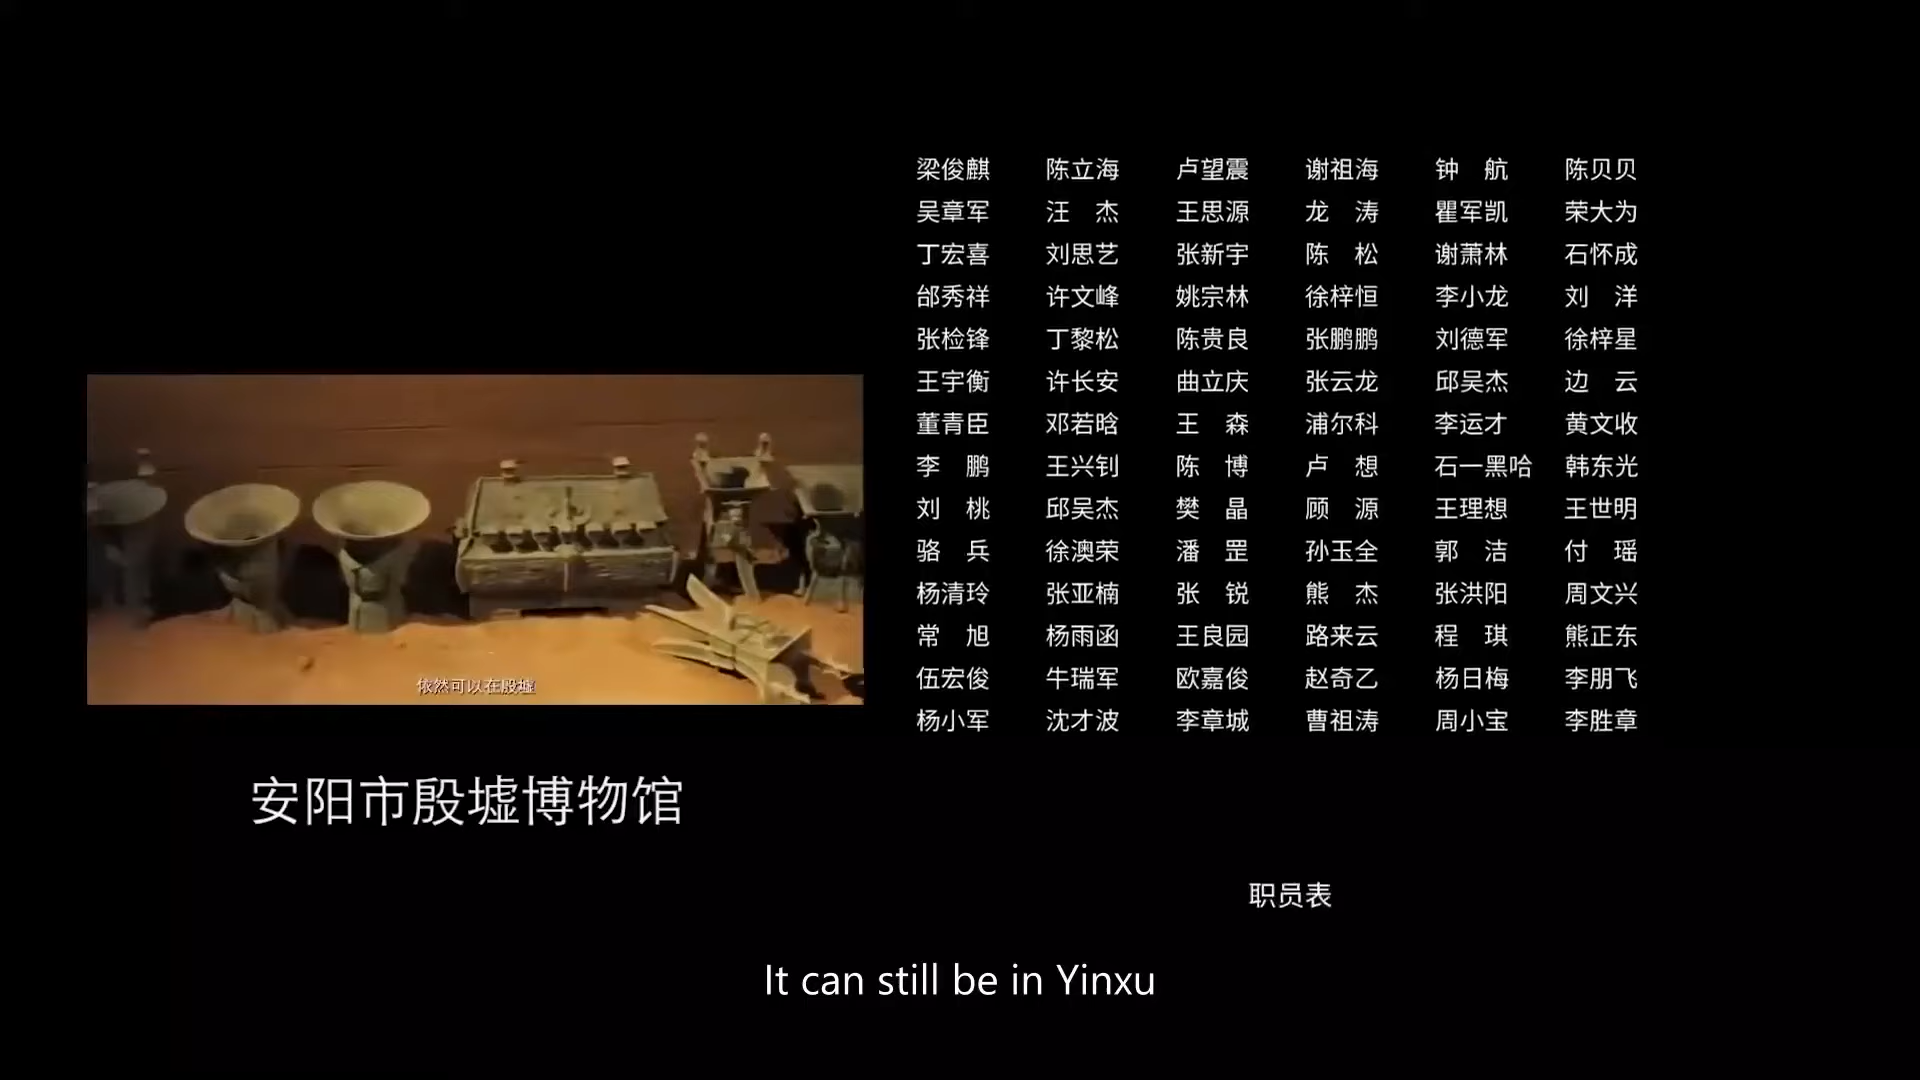 梁俊麒 陈立海 卢望震 谢祖海 钟 航 陈贝贝
吴章军 汪 杰 王思源 龙 涛 瞿军凯 荣大为
丁宏喜 刘思艺 张新宇 陈 松 谢萧林 石怀成
邰秀祥 许文峰 姚宗林 徐梓恒 李小龙 刘 洋
张检锋 丁黎松 陈贵良 张鹏鹏 刘德军 徐梓星
王宇衡 许长安 曲立庆 张云龙 邱吴杰 边 云
董青臣 邓若晗 王 森 浦尔科 李运才 黄文收
李 鹏 王兴钊 陈 博 卢 想 石一黑哈 韩东光
刘 桃 邱吴杰 樊 晶 顾 源 王理想 王世明
骆 兵 徐澳荣 潘 罡 孙玉全 郭 洁 付 瑶
杨清玲 张亚楠 张 锐 熊 杰 张洪阳 周文兴
常 旭 杨雨函 王良园 路来云 程 琪 熊正东
伍宏俊 牛瑞军 欧嘉俊 赵奇乙 杨日梅 李朋飞
杨小军 沈才波 李章城 曹祖涛 周小宝 李胜章
依然可以在殷墟
安阳市殷墟博物馆
职员表
It can still be in Yinxu